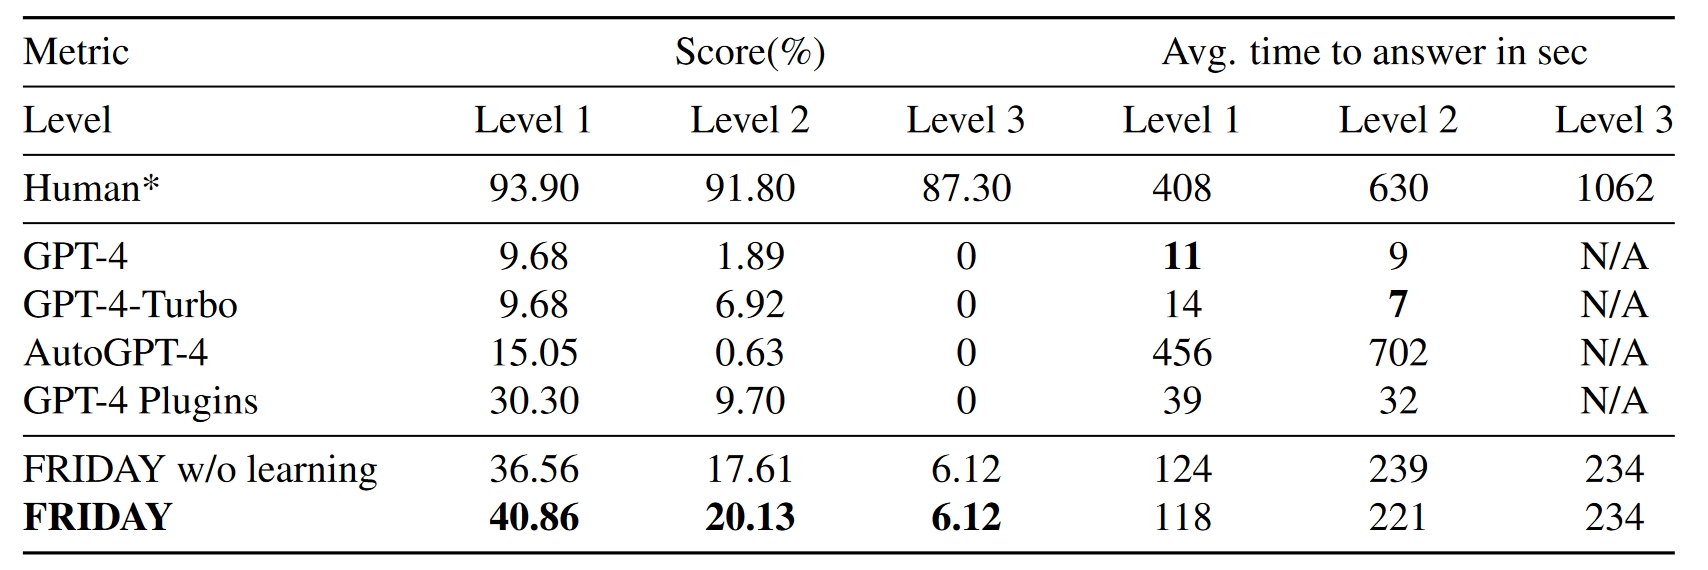 Metric Score(%) Avg. time to answer in sec
Level Level 1 Level 2 Level 3 Level 1 Level 2 Level 3
Human* 93.90 91.80 87.30 408 630 1062
GPT-4 9.68 1.89 0 11 9 N/A
GPT-4-Turbo 9.68 6.92 0 14 7 N/A
AutoGPT-4 15.05 0.63 0 456 702 N/A
GPT-4 Plugins 30.30 9.70 0 39 32 N/A
FRIDAY w/o learning 36.56 17.61 6.12 124 239 234
FRIDAY 40.86 20.13 6.12 118 221 234